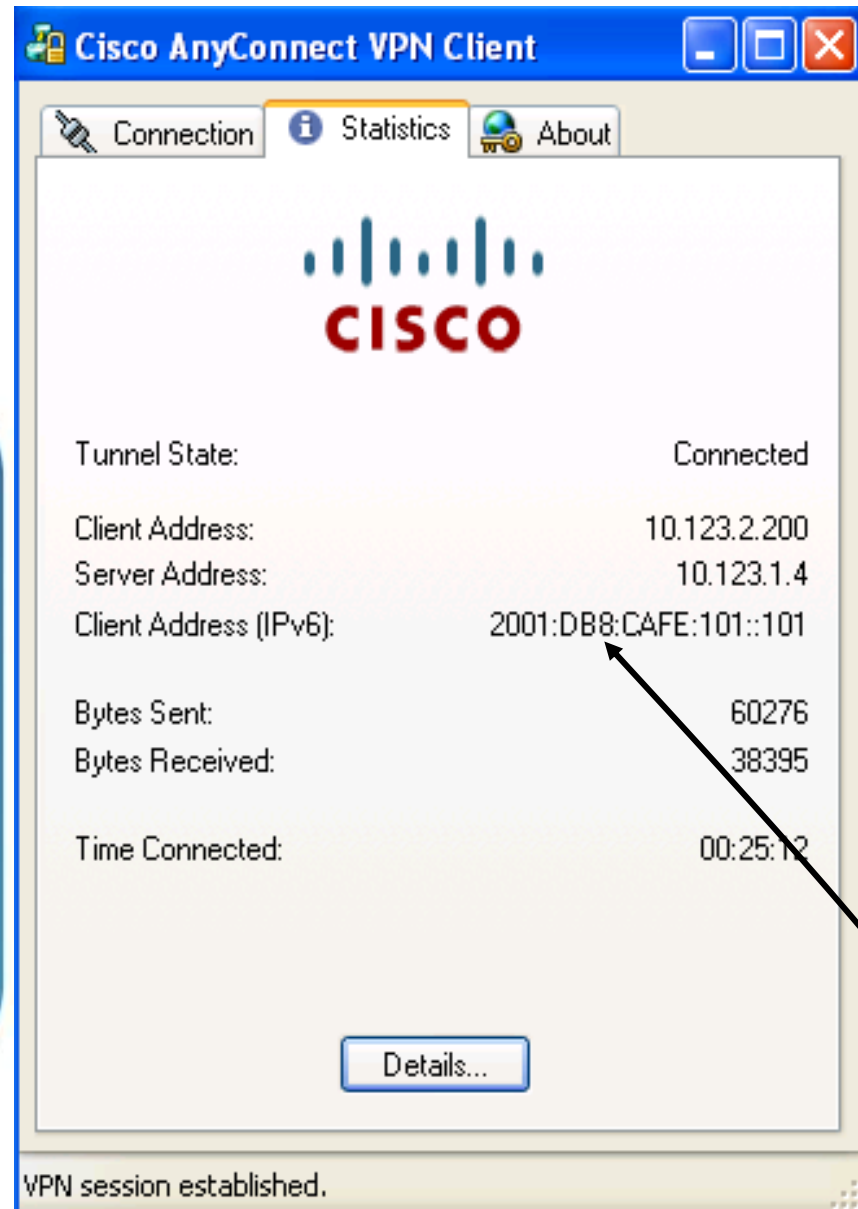 Cisco AnyConnect VPN Client
Connection Statistics About
CISCO
Tunnel State: Connected
Client Address: 10.123.2.200
Server Address: 10.123.1.4
Client Address (IPv6): 2001:DB8:CAFE:101::101
Bytes Sent: 60276
Bytes Received: 38395
Time Connected: 00:25:12
Details...
VPN session established.